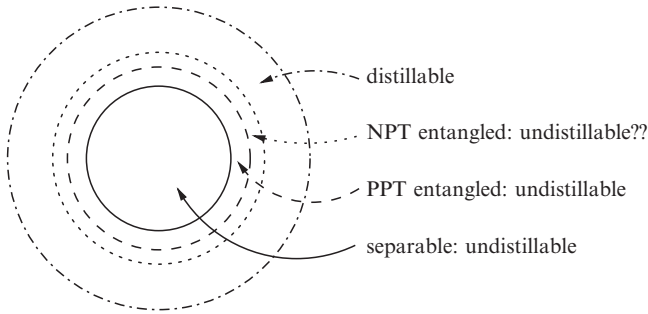 distillable
NPT entangled: undistillable??
PPT entangled: undistillable
separable: undistillable